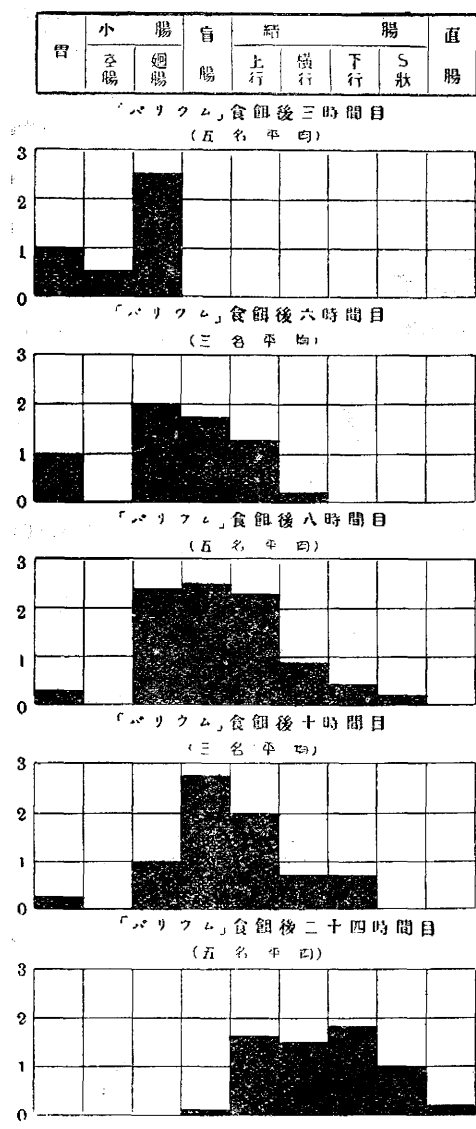 胃 小腸 盲腸 結腸 直腸
空腸 廻腸 上行 橫行 下行 S狀
「バリウム」食餌後三時間目
(五名平均)
3
2
1
0
「バリウム」食餌後六時間目
(三名平均)
3
2
1
0
「バリウム」食餌後八時間目
(五名平均)
3
2
1
0
「バリウム」食餌後十時間目
(三名平均)
3
2
1
0
「バリウム」食餌後二十四時間目
(五名平均)
3
2
1
0